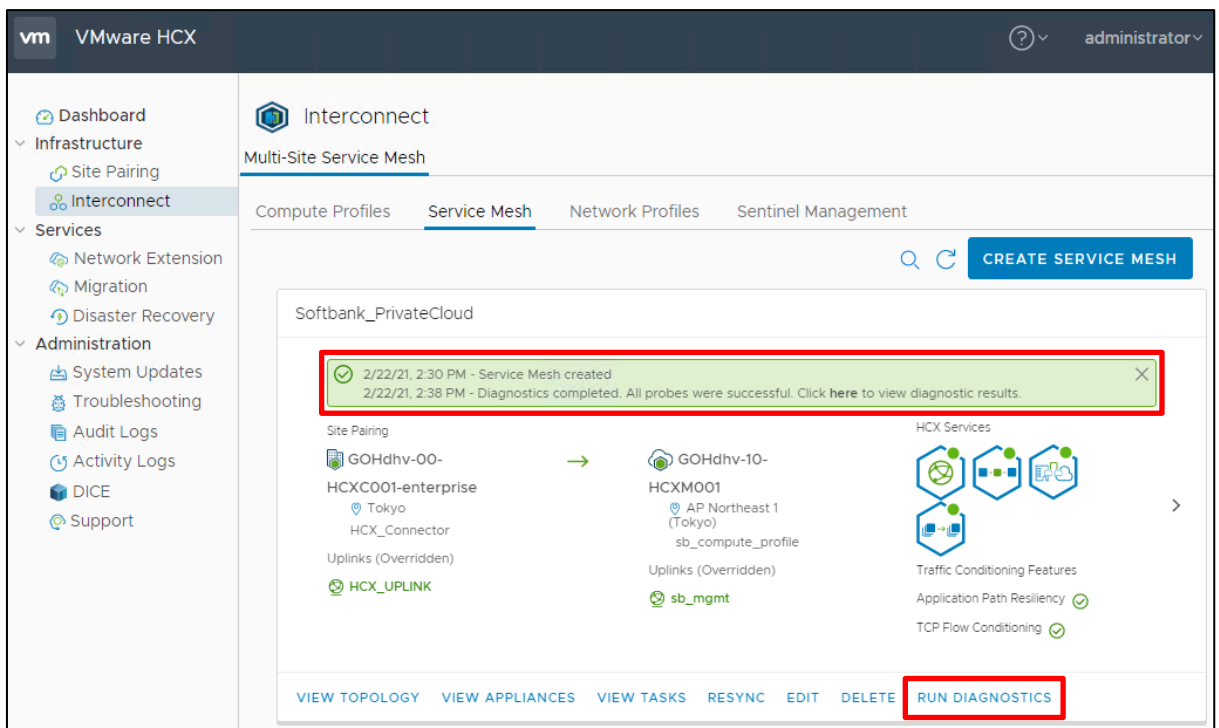 vm VMware HCX
administrator
Dashboard
Infrastructure
Site Pairing
Interconnect
Services
Network Extension
Migration
Disaster Recovery
Administration
System Updates
Troubleshooting
Audit Logs
Activity Logs
DICE
Support
Interconnect
Multi-Site Service Mesh
Compute Profiles Service Mesh Network Profiles Sentinel Management
CREATE SERVICE MESH
Softbank_PrivateCloud
2/22/21, 2:30 PM - Service Mesh created
2/22/21, 2:38 PM - Diagnostics completed. All probes were successful. Click here to view diagnostic results.
Site Pairing
GOHdhv-00-
HCXC001-enterprise
Tokyo
HCX_Connector
Uplinks (Overridden)
HCX_UPLINK
GOHdhv-10-
HCXM001
AP Northeast 1
(Tokyo)
sb_compute_profile
Uplinks (Overridden)
sb_mgmt
HCX Services
Traffic Conditioning Features
Application Path Resiliency
TCP Flow Conditioning
VIEW TOPOLOGY VIEW APPLIANCES VIEW TASKS RESYNC EDIT DELETE RUN DIAGNOSTICS